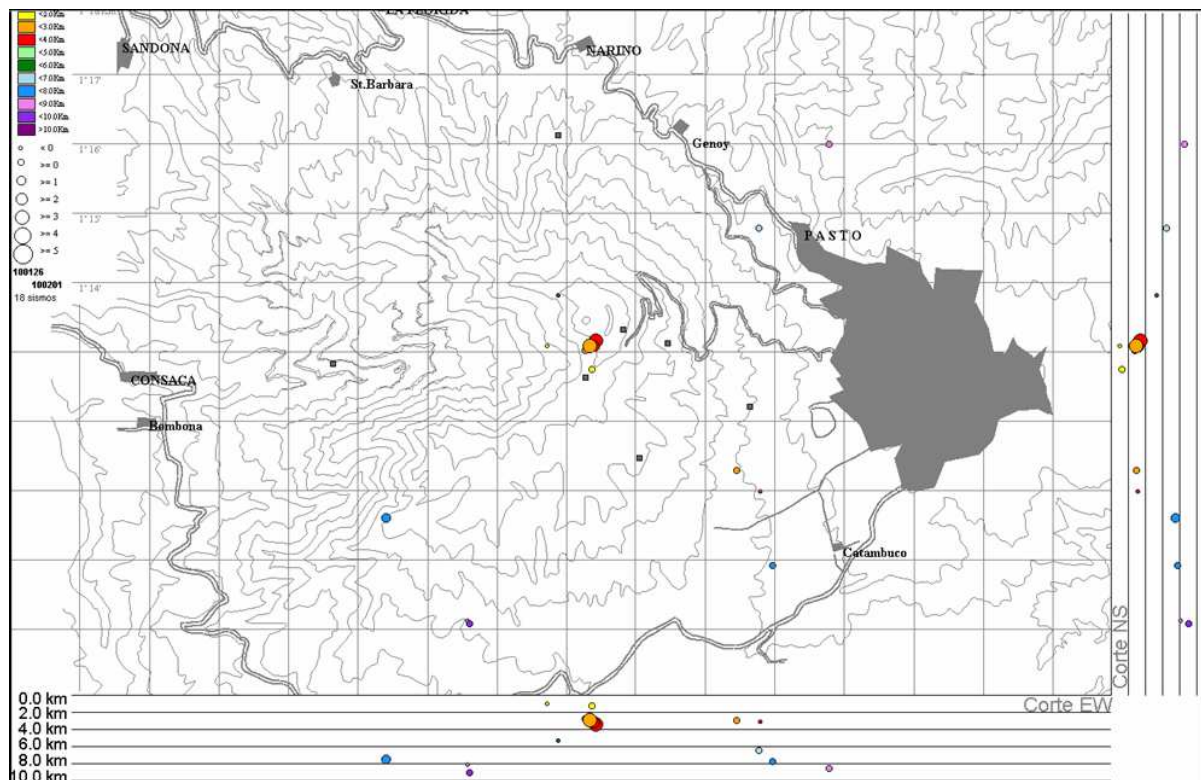 <2.0Km
<3.0Km
<4.0Km
<5.0Km
<6.0Km
<7.0Km
<8.0Km
<9.0Km
<10.0Km
>10.0Km
< 0
>= 0
>= 1
>= 2
>= 3
>= 4
>= 5
100126
100201
18 sismos
LA FLORIDA
SANDONA
NARINO
1° 17'
St.Barbara
1° 16'
Genoy
1° 15'
PASTO
1° 14'
CONSACA
Bombona
Catambuco
Corte NS
Corte EW
0.0 km
2.0 km
4.0 km
6.0 km
8.0 km
10.0 km